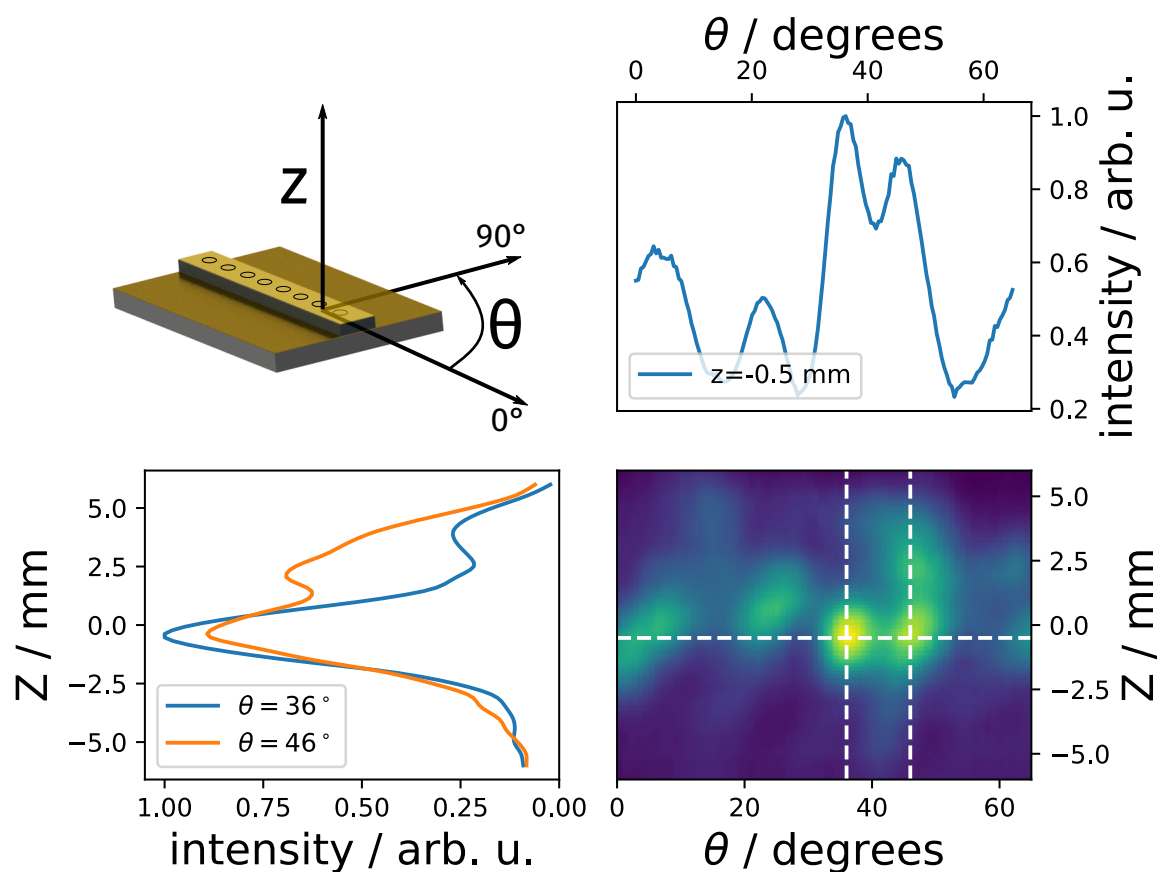 Z
90°
θ
0°
θ / degrees
0 20 40 60
1.0
0.8
0.6
0.4
0.2
intensity / arb. u.
z=-0.5 mm
5.0
2.5
0.0
−2.5
−5.0
Z / mm
θ = 36°
θ = 46°
1.00 0.75 0.50 0.25 0.00
intensity / arb. u.
5.0
2.5
0.0
−2.5
−5.0
Z / mm
0 20 40 60
θ / degrees